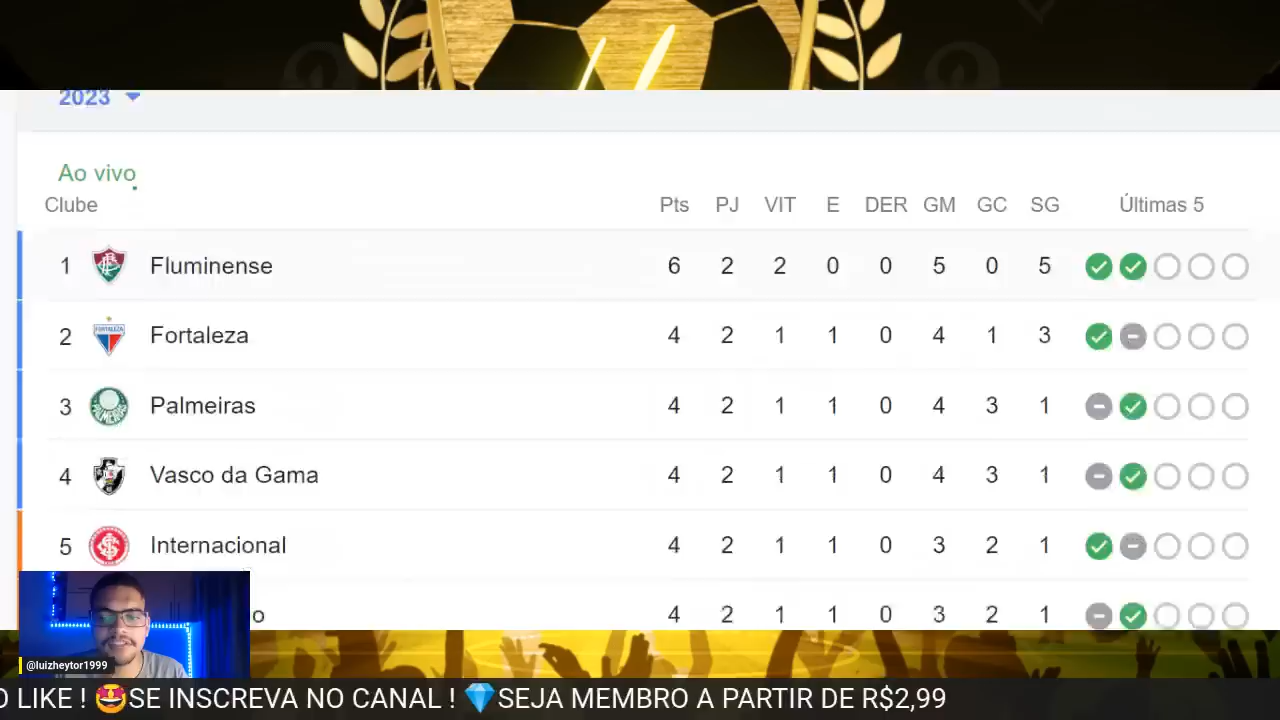 2023
Ao vivo
Clube Pts PJ VIT E DER GM GC SG Últimas 5
1 Fluminense 6 2 2 0 0 5 0 5
2 FORTALEZA Fortaleza 4 2 1 1 0 4 1 3
3 PALMEIRAS Palmeiras 4 2 1 1 0 4 3 1
4 Vasco da Gama 4 2 1 1 0 4 3 1
5 Internacional 4 2 1 1 0 3 2 1
o 4 2 1 1 0 3 2 1
@luizheytor1999
O LIKE ! 🤩SE INSCREVA NO CANAL ! 💎SEJA MEMBRO A PARTIR DE R$2,99